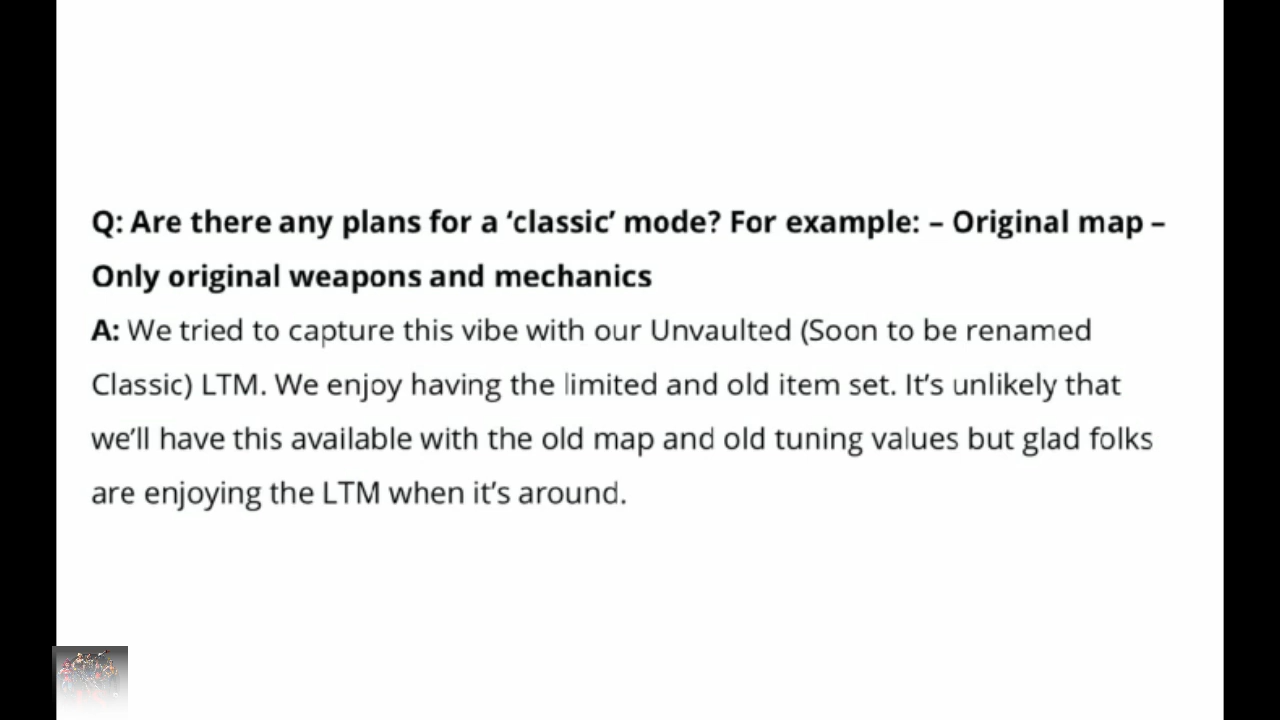 Q: Are there any plans for a ‘classic’ mode? For example: – Original map –
Only original weapons and mechanics
A: We tried to capture this vibe with our Unvaulted (Soon to be renamed
Classic) LTM. We enjoy having the limited and old item set. It’s unlikely that
we’ll have this available with the old map and old tuning values but glad folks
are enjoying the LTM when it’s around.